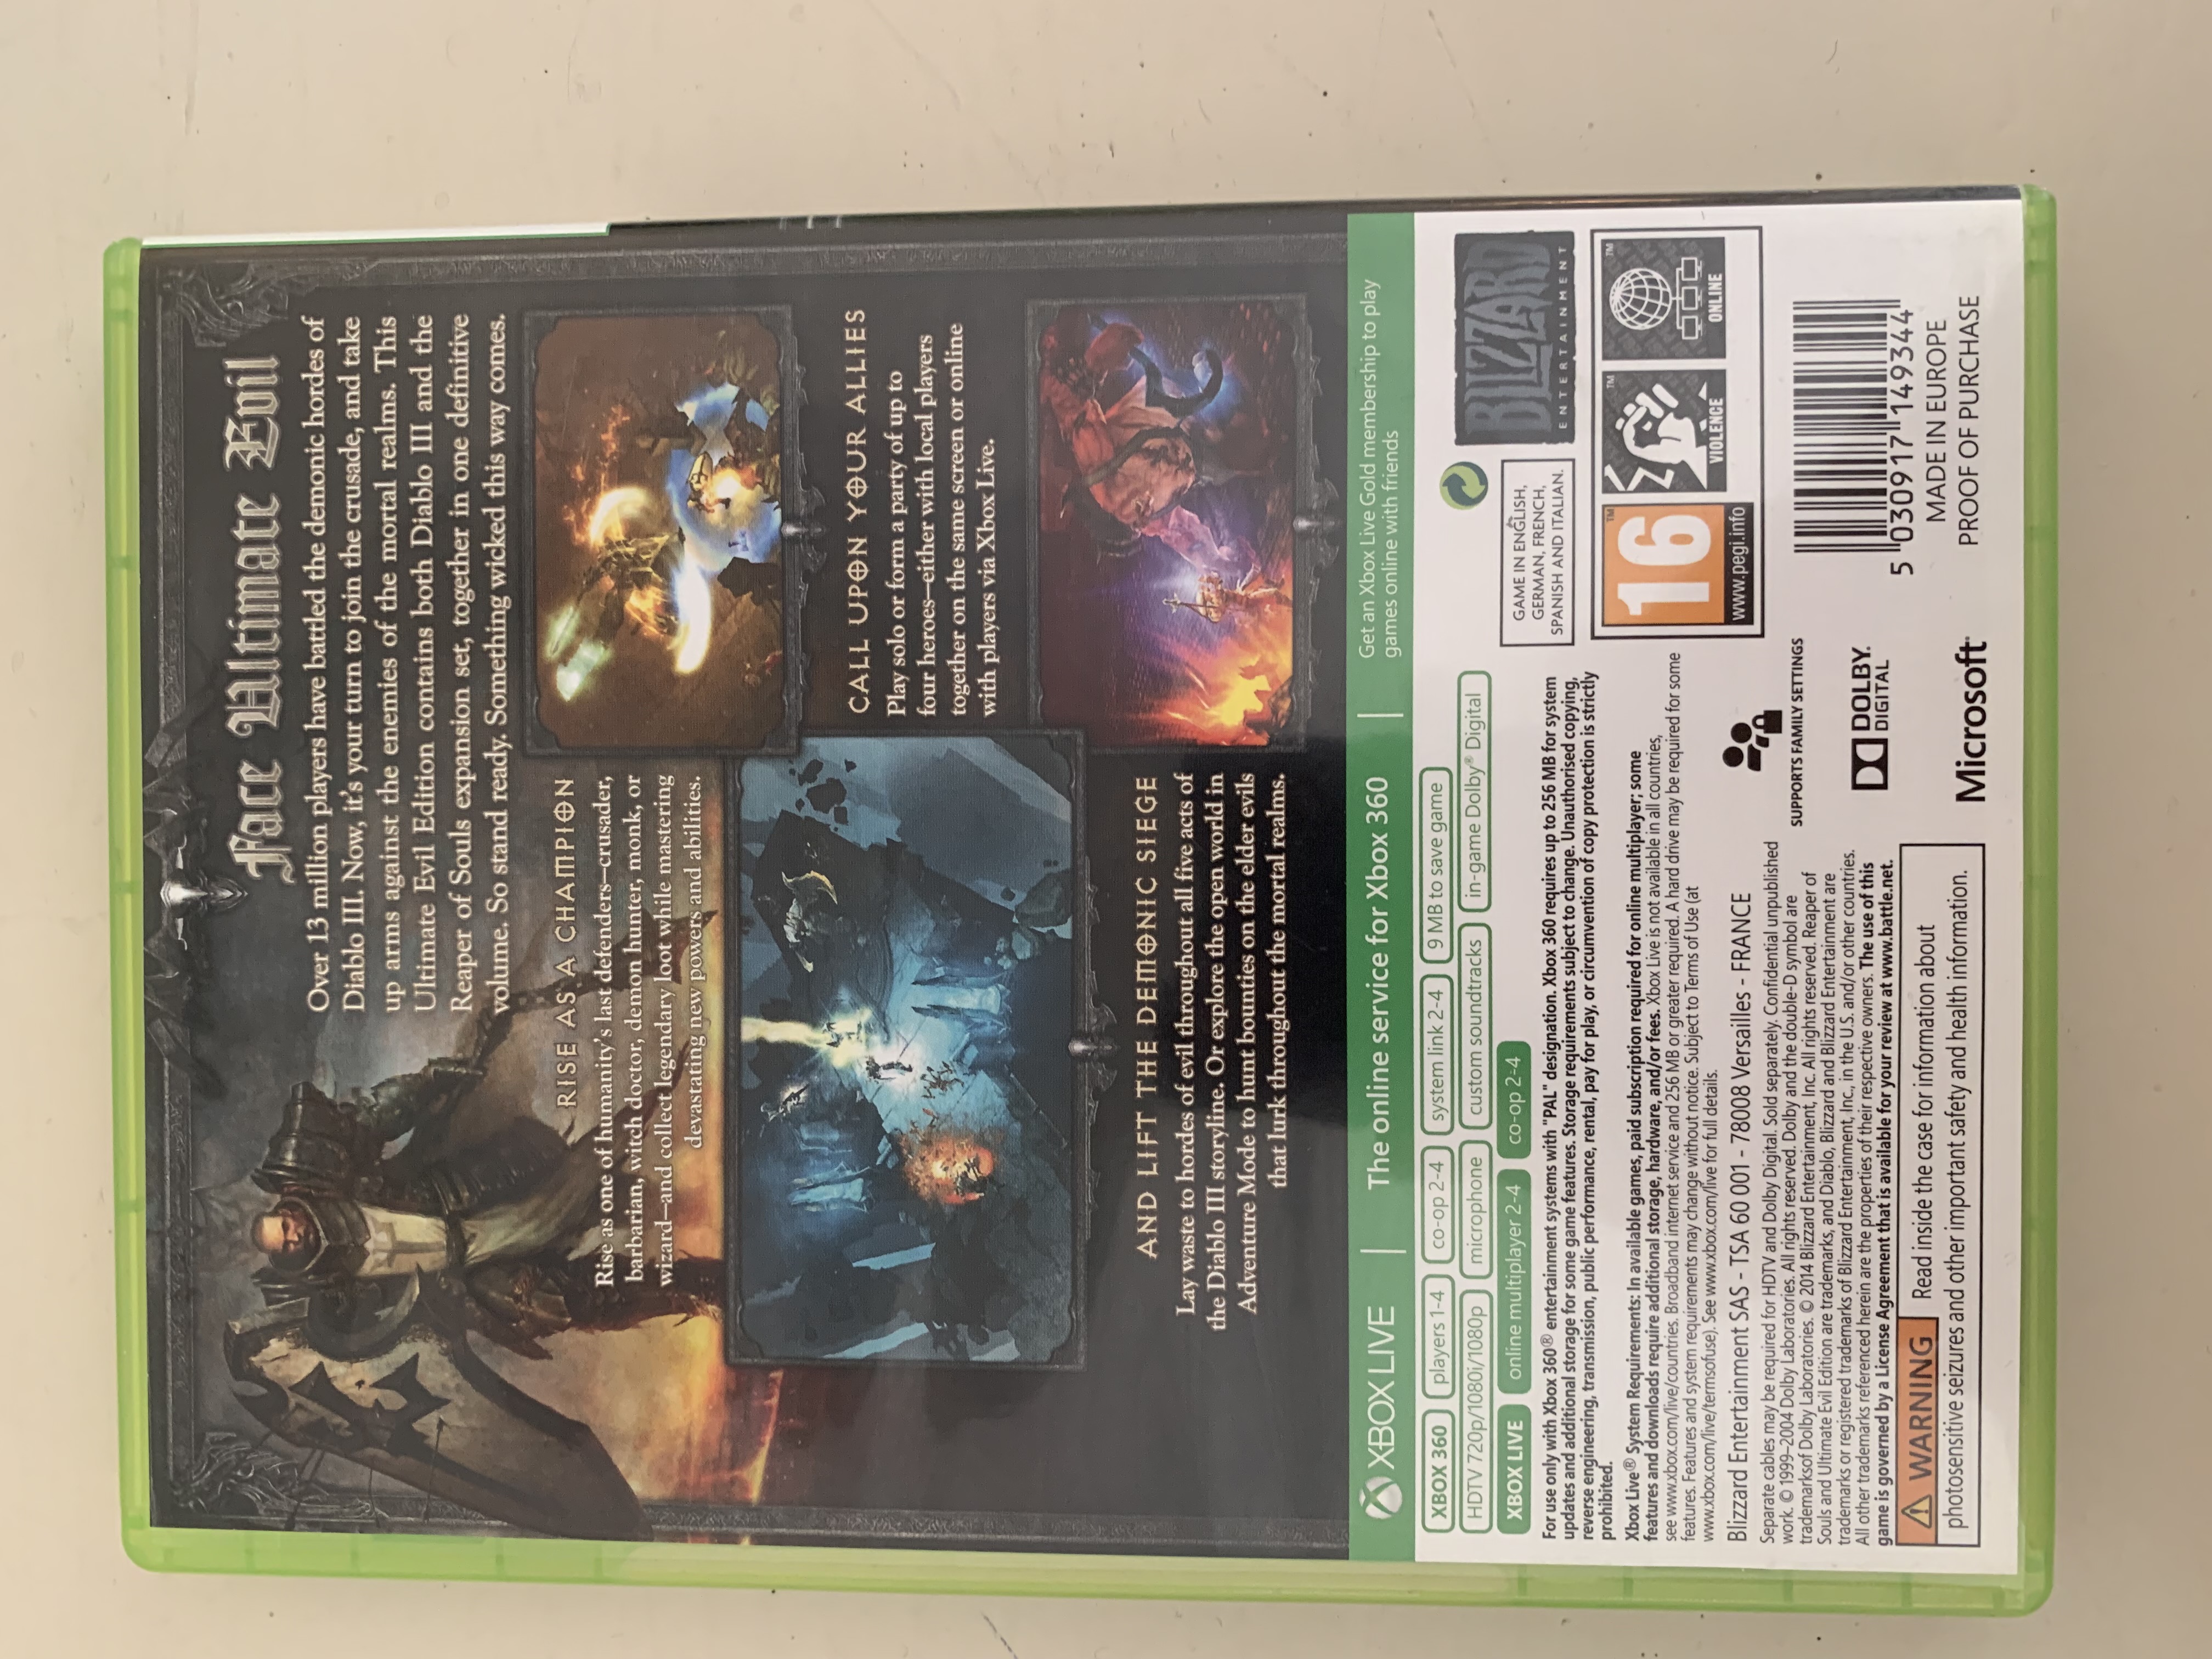 Face Ultimate Evil
Over 13 million players have battled the demonic hordes of
Diablo III. Now, it's your turn to join the crusade, and take
up arms against the enemies of the mortal realms. This
Ultimate Evil Edition contains both Diablo III and the
Reaper of Souls expansion set, together in one definitive
volume. So stand ready. Something wicked this way comes.
RISE AS A CHAMPION
Rise as one of humanity's last defenders—crusader,
barbarian, witch doctor, demon hunter, monk, or
wizard—and collect legendary loot while mastering
devastating new powers and abilities.
CALL UPON YOUR ALLIES
Play solo or form a party of up to
four heroes—either with local players
together on the same screen or online
with players via Xbox Live.
AND LIFT THE DEMONIC SIEGE
Lay waste to hordes of evil throughout all five acts of
the Diablo III storyline. Or explore the open world in
Adventure Mode to hunt bounties on the elder evils
that lurk throughout the mortal realms.
XBOX LIVE
The online service for Xbox 360
Get an Xbox Live Gold membership to play
games online with friends
XBOX 360 players 1-4 co-op 2-4 system link 2-4 9 MB to save game
HDTV 720p/1080i/1080p microphone custom soundtracks in-game Dolby® Digital
XBOX LIVE online multiplayer 2-4 co-op 2-4
For use only with Xbox 360® entertainment systems with "PAL" designation. Xbox 360 requires up to 256 MB for system
updates and additional storage for some game features. Storage requirements subject to change. Unauthorised copying,
reverse engineering, transmission, public performance, rental, pay for play, or circumvention of copy protection is strictly
prohibited.
Xbox Live® System Requirements: In available games, paid subscription required for online multiplayer; some
features and downloads require additional storage, hardware, and/or fees. Xbox Live is not available in all countries,
see www.xbox.com/live/countries. Broadband internet service and 256 MB or greater required. A hard drive may be required for some
features. Features and system requirements may change without notice. Subject to Terms of Use (at
www.xbox.com/live/termsofuse). See www.xbox.com/live for full details.
Blizzard Entertainment SAS - TSA 60 001 - 78008 Versailles - FRANCE
Separate cables may be required for HDTV and Dolby Digital. Sold separately. Confidential unpublished
work. © 1999–2004 Dolby Laboratories. All rights reserved. Dolby and the double-D symbol are
trademarksof Dolby Laboratories. © 2014 Blizzard Entertainment, Inc. All rights reserved. Reaper of
Souls and Ultimate Evil Edition are trademarks, and Diablo, Blizzard and Blizzard Entertainment are
trademarks or registered trademarks of Blizzard Entertainment, Inc., in the U.S. and/or other countries.
All other trademarks referenced herein are the properties of their respective owners. The use of this
game is governed by a License Agreement that is available for your review at www.battle.net.
WARNING Read inside the case for information about
photosensitive seizures and other important safety and health information.
GAME IN ENGLISH,
GERMAN, FRENCH,
SPANISH AND ITALIAN.
BLIZZARD
ENTERTAINMENT
16
www.pegi.info
VIOLENCE
ONLINE
SUPPORTS FAMILY SETTINGS
DOLBY.
DIGITAL
Microsoft
5 030917 149344
MADE IN EUROPE
PROOF OF PURCHASE